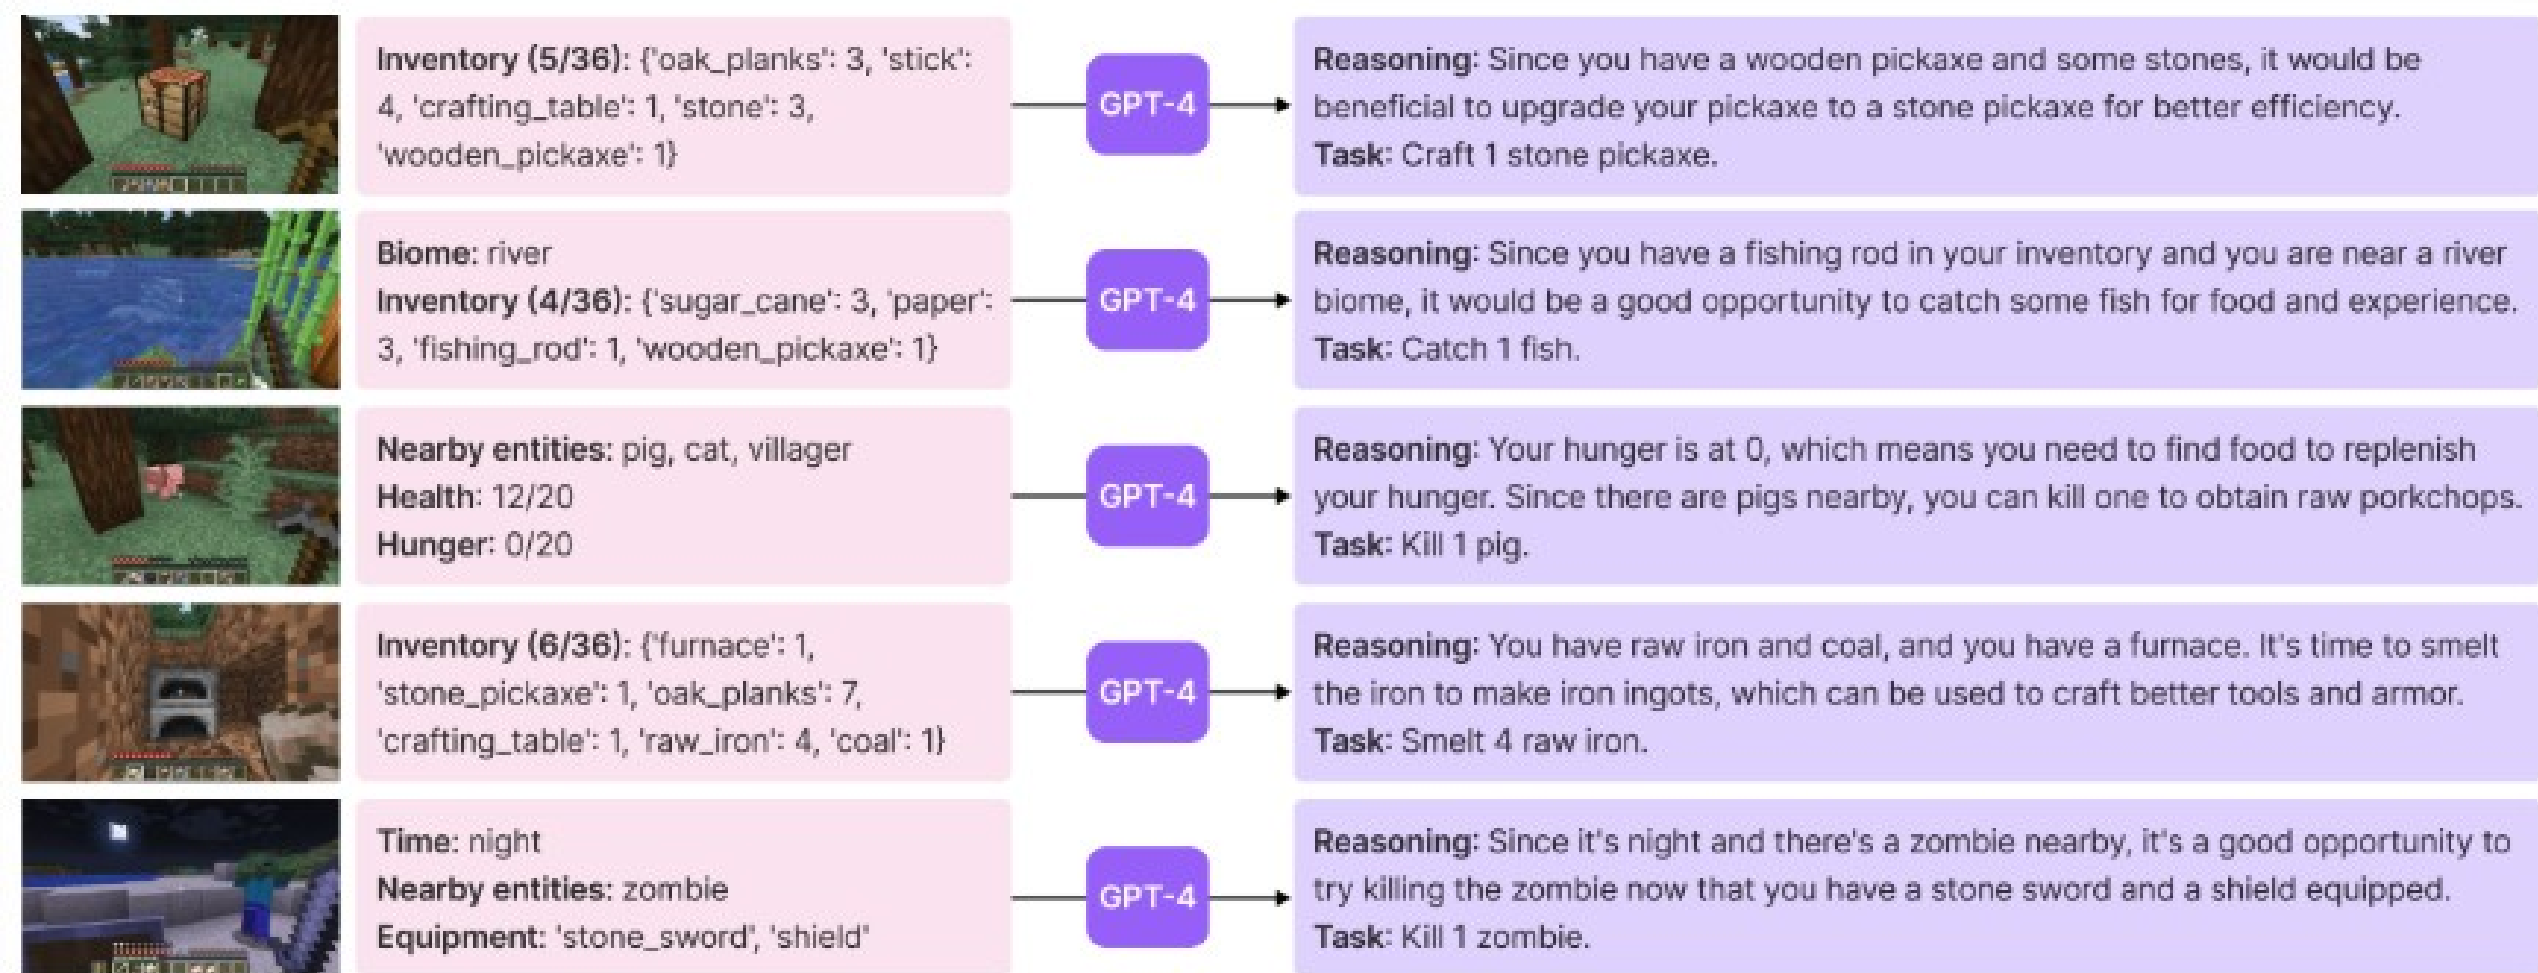 Inventory (5/36): {'oak_planks': 3, 'stick':
4, 'crafting_table': 1, 'stone': 3,
'wooden_pickaxe': 1}
GPT-4
Reasoning: Since you have a wooden pickaxe and some stones, it would be
beneficial to upgrade your pickaxe to a stone pickaxe for better efficiency.
Task: Craft 1 stone pickaxe.
Biome: river
Inventory (4/36): {'sugar_cane': 3, 'paper':
3, 'fishing_rod': 1, 'wooden_pickaxe': 1}
GPT-4
Reasoning: Since you have a fishing rod in your inventory and you are near a river
biome, it would be a good opportunity to catch some fish for food and experience.
Task: Catch 1 fish.
Nearby entities: pig, cat, villager
Health: 12/20
Hunger: 0/20
GPT-4
Reasoning: Your hunger is at 0, which means you need to find food to replenish
your hunger. Since there are pigs nearby, you can kill one to obtain raw porkchops.
Task: Kill 1 pig.
Inventory (6/36): {'furnace': 1,
'stone_pickaxe': 1, 'oak_planks': 7,
'crafting_table': 1, 'raw_iron': 4, 'coal': 1}
GPT-4
Reasoning: You have raw iron and coal, and you have a furnace. It's time to smelt
the iron to make iron ingots, which can be used to craft better tools and armor.
Task: Smelt 4 raw iron.
Time: night
Nearby entities: zombie
Equipment: 'stone_sword', 'shield'
GPT-4
Reasoning: Since it's night and there's a zombie nearby, it's a good opportunity to
try killing the zombie now that you have a stone sword and a shield equipped.
Task: Kill 1 zombie.